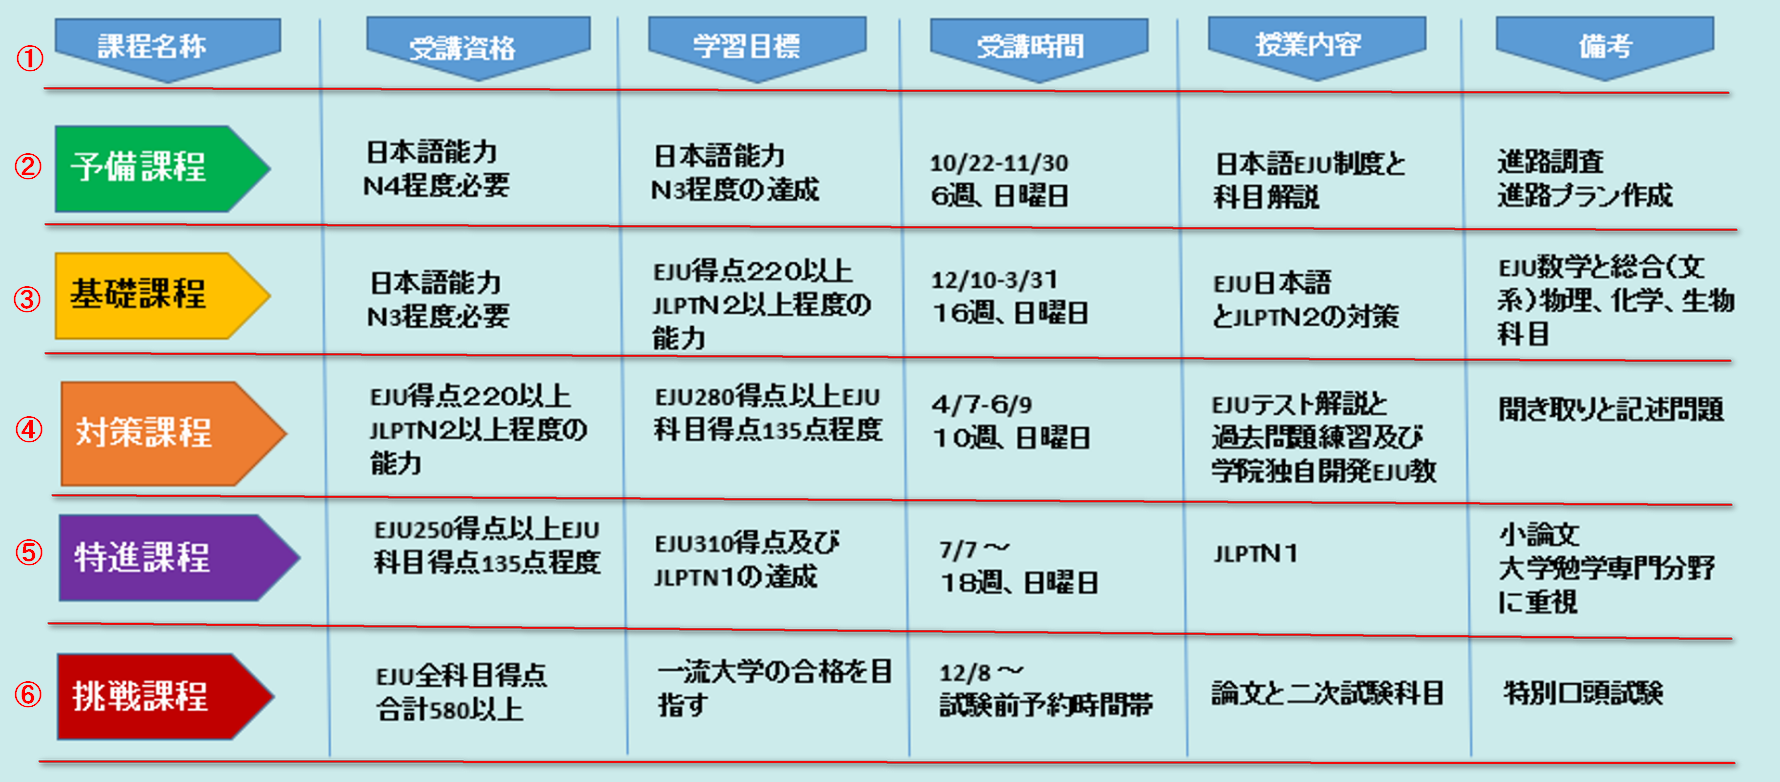 ① 課程名称 受講資格 学習目標 受講時間 授業内容 備考
② 予備課程
日本語能力
N4程度必要
日本語能力
N3程度の達成
10/22-11/30
6週、日曜日
日本語EJU制度と
科目解説
進路調査
進路プラン作成
③ 基礎課程
日本語能力
N3程度必要
EJU得点220以上
JLPTN2以上程度の
能力
12/10-3/31
16週、日曜日
EJU日本語
とJLPTN2の対策
EJU数学と総合(文
系)物理、化学、生物
科目
④ 対策課程
EJU得点220以上
JLPTN2以上程度の
能力
EJU280得点以上EJU
科目得点135点程度
4/7-6/9
10週、日曜日
EJUテスト解説と
過去問題練習及び
学院独自開発EJU教
聞き取りと記述問題
⑤ 特進課程
EJU250得点以上EJU
科目得点135点程度
EJU310得点及び
JLPTN1の達成
7/7～
18週、日曜日
JLPTN1
小論文
大学勉学専門分野
に重視
⑥ 挑戦課程
EJU全科目得点
合計580以上
一流大学の合格を目
指す
12/8～
試験前予約時間帯
論文と二次試験科目
特別口頭試験